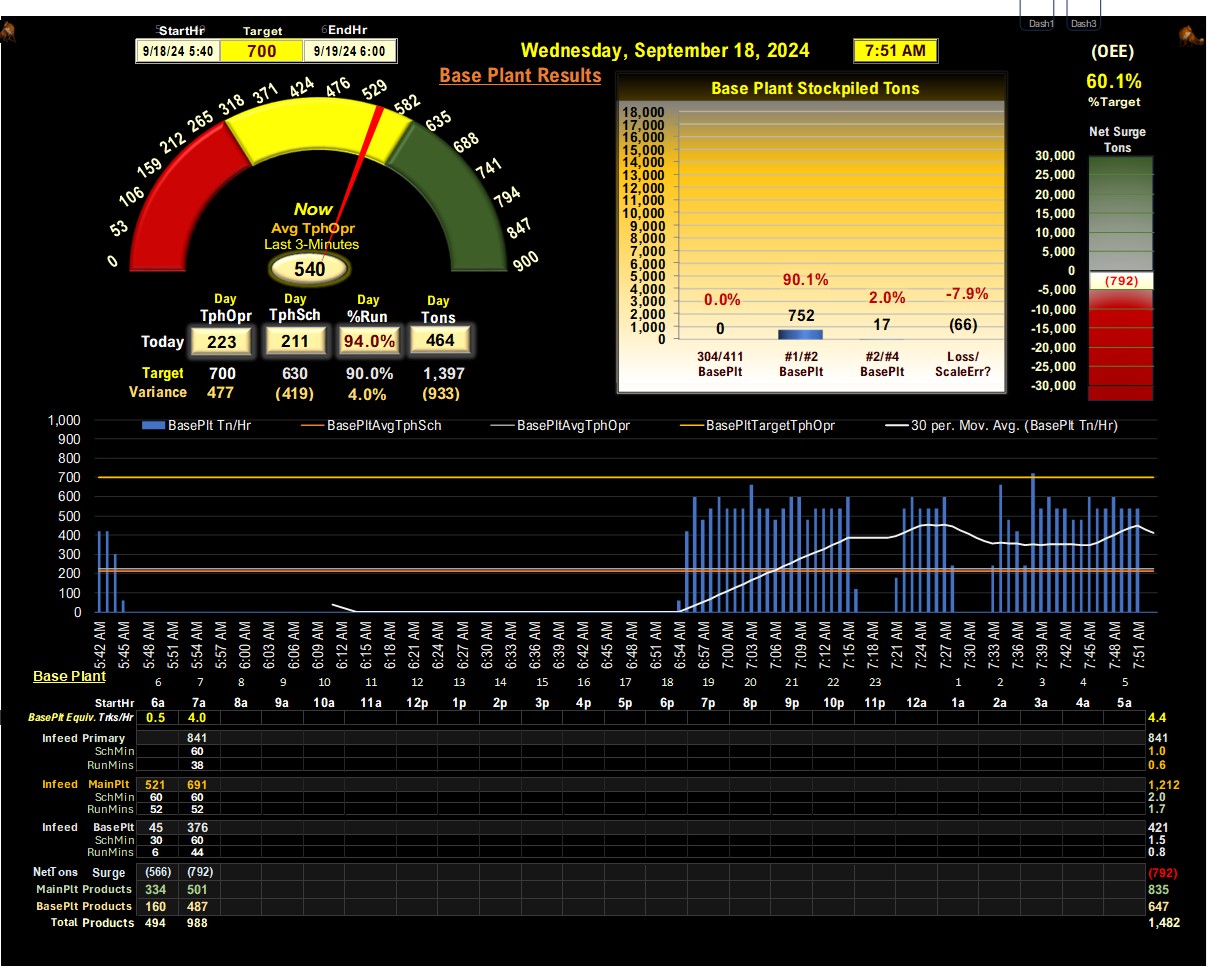 Dash1 Dash3
StartHr Target EndHr
9/18/24 5:40 700 9/19/24 6:00
Wednesday, September 18, 2024 7:51 AM (OEE)
60.1%
%Target
Base Plant Results
Base Plant Stockpiled Tons
0 53 106 159 212 265 318 371 424 476 529 582 635 688 741 794 847 900
Now
Avg TphOpr
Last 3-Minutes
540
18,000
17,000
16,000
15,000
14,000
13,000
12,000
11,000
10,000
9,000
8,000
7,000
6,000
5,000
4,000
3,000
2,000
1,000
0
0.0% 90.1% 2.0% -7.9%
0 752 17 (66)
304/411 #1/#2 #2/#4 Loss/
BasePlt BasePlt BasePlt ScaleErr?
Net Surge
Tons
30,000
25,000
20,000
15,000
10,000
5,000
0
(792)
-5,000
-10,000
-15,000
-20,000
-25,000
-30,000
Day Day Day Day
TphOpr TphSch %Run Tons
Today 223 211 94.0% 464
Target 700 630 90.0% 1,397
Variance 477 (419) 4.0% (933)
BasePlt Tn/Hr BasePltAvgTphSch BasePltAvgTphOpr BasePltTargetTphOpr 30 per. Mov. Avg. (BasePlt Tn/Hr)
1,000
900
800
700
600
500
400
300
200
100
0
5:42 AM 5:45 AM 5:48 AM 5:51 AM 5:54 AM 5:57 AM 6:00 AM 6:03 AM 6:06 AM 6:09 AM 6:12 AM 6:15 AM 6:18 AM 6:21 AM 6:24 AM 6:27 AM 6:30 AM 6:33 AM 6:36 AM 6:39 AM 6:42 AM 6:45 AM 6:48 AM 6:51 AM 6:54 AM 6:57 AM 7:00 AM 7:03 AM 7:06 AM 7:09 AM 7:12 AM 7:15 AM 7:18 AM 7:21 AM 7:24 AM 7:27 AM 7:30 AM 7:33 AM 7:36 AM 7:39 AM 7:42 AM 7:45 AM 7:48 AM 7:51 AM
Base Plant
6 7 8 9 10 11 12 13 14 15 16 17 18 19 20 21 22 23 1 2 3 4 5
StartHr 6a 7a 8a 9a 10a 11a 12p 1p 2p 3p 4p 5p 6p 7p 8p 9p 10p 11p 12a 1a 2a 3a 4a 5a
BasePlt Equiv. Trks/Hr 0.5 4.0 4.4
Infeed Primary 841 841
SchMin 60 1.0
RunMins 38 0.6
Infeed MainPlt 521 691 1,212
SchMin 60 60 2.0
RunMins 52 52 1.7
Infeed BasePlt 45 376 421
SchMin 30 60 1.5
RunMins 6 44 0.8
NetTons Surge (566) (792) (792)
MainPlt Products 334 501 835
BasePlt Products 160 487 647
Total Products 494 988 1,482